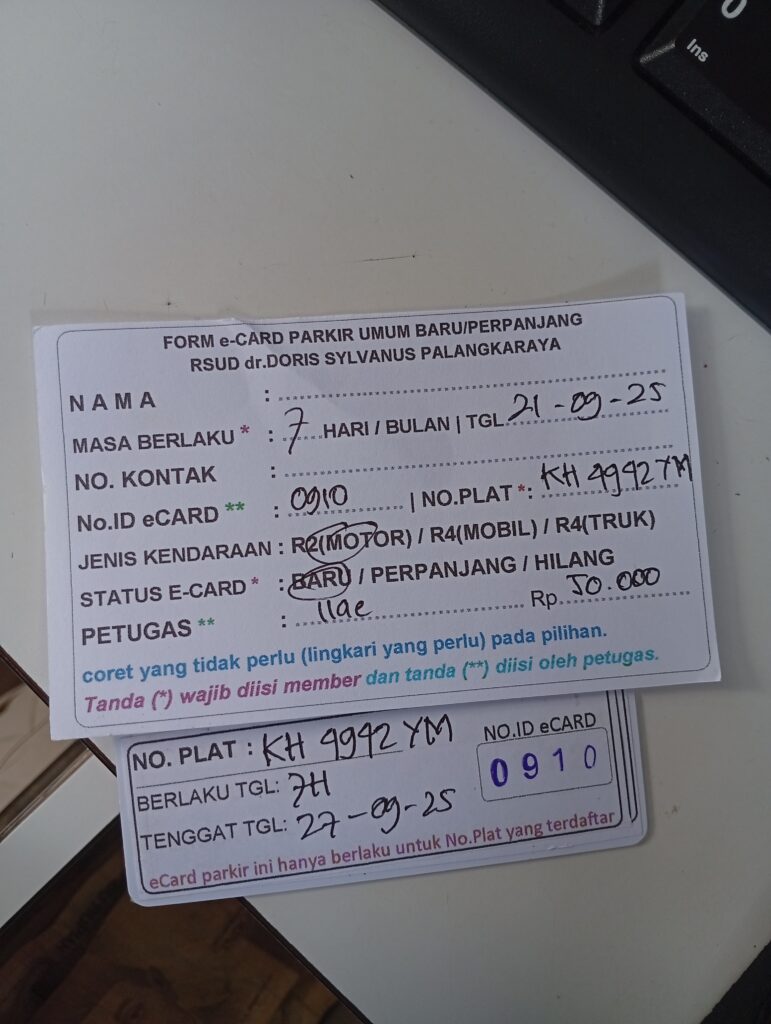 Ins
FORM e-CARD PARKIR UMUM BARU/PERPANJANG
RSUD dr.DORIS SYLVANUS PALANGKARAYA
N A M A :
MASA BERLAKU * : 7 HARI / BULAN | TGL 21-09-25
NO. KONTAK :
No.ID eCARD ** : 0910 | NO.PLAT *: KH 4942 YM
JENIS KENDARAAN : R2(MOTOR) / R4(MOBIL) / R4(TRUK)
STATUS E-CARD * : BARU / PERPANJANG / HILANG
PETUGAS ** : Rp. 50.000
coret yang tidak perlu (lingkari yang perlu) pada pilihan.
Tanda (*) wajib diisi member dan tanda (**) diisi oleh petugas.
NO. PLAT : KH 4942 YM
NO.ID eCARD
0910
BERLAKU TGL: 7H
TENGGAT TGL: 27-09-25
eCard parkir ini hanya berlaku untuk No.Plat yang terdaftar